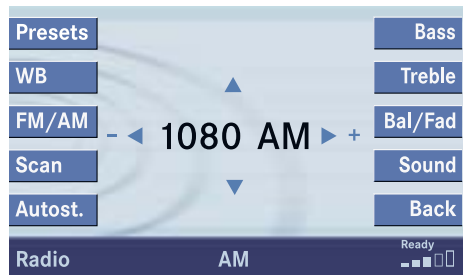 Presets
Bass
WB
Treble
FM/AM
- 1080 AM +
Bal/Fad
Scan
Sound
Autost.
Back
Radio
AM
Ready